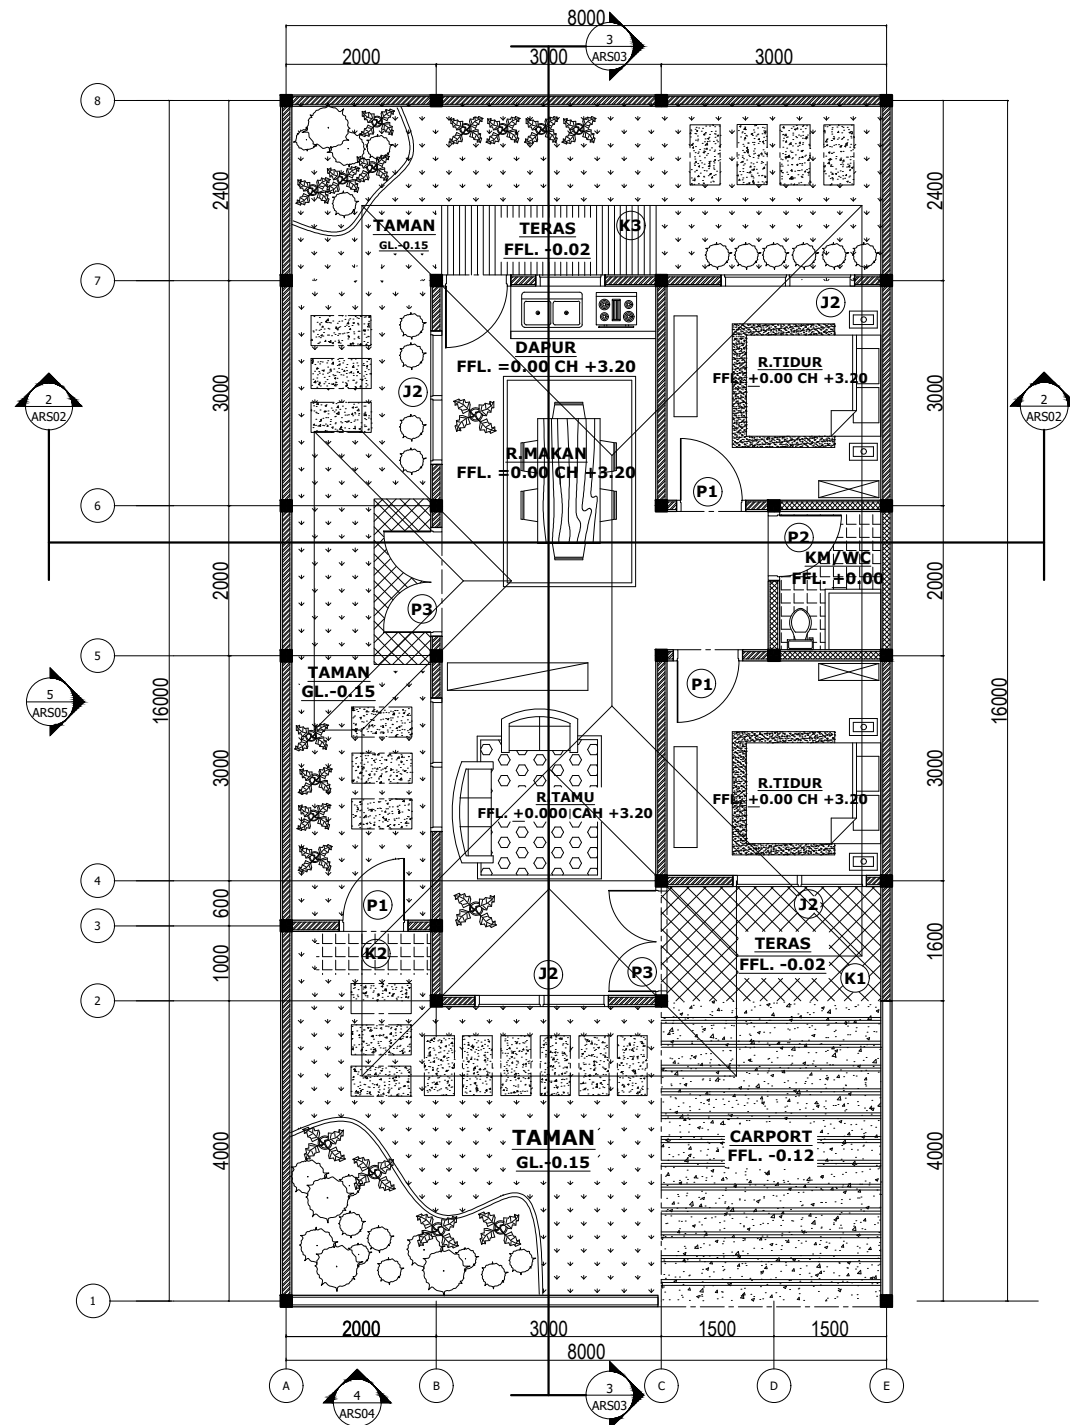 8000
3
ARS03
2000
3000
3000
8
2400
2400
TAMAN
GL.-0.15
TERAS
FFL. -0.02
K3
7
J2
DAPUR
FFL. =0.00 CH +3.20
R.TIDUR
FFL. +0.00 CH +3.20
3000
J2
3000
2
ARS02
2
ARS02
R.MAKAN
FFL. =0.00 CH +3.20
P1
6
P2
KM/WC
FFL. +0.00
2000
2000
P3
5
TAMAN
GL.-0.15
P1
5
ARS05
16000
16000
3000
3000
R.TIDUR
FFL. +0.00 CH +3.20
R.TAMU
FFL. +0.000 CAH +3.20
4
600
P1
J2
3
K2
TERAS
FFL. -0.02
1000
1600
J2
P3
K1
2
TAMAN
GL.-0.15
CARPORT
FFL. -0.12
4000
4000
1
2000
3000
1500
1500
8000
A
B
C
D
E
4
ARS04
3
ARS03